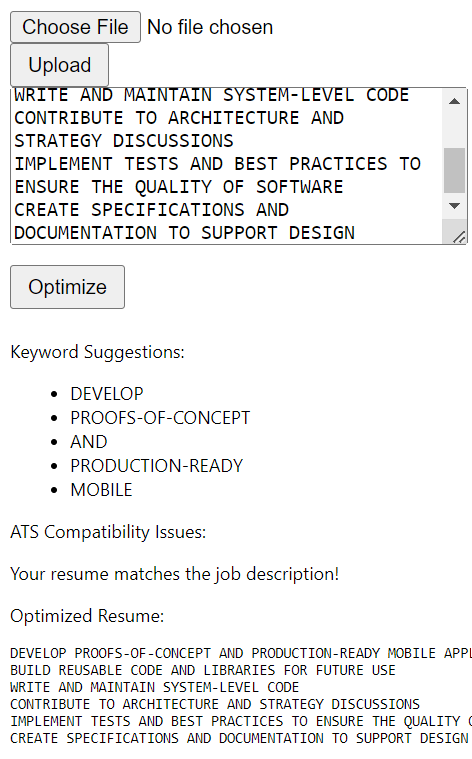 Choose File No file chosen
Upload
WRITE AND MAINTAIN SYSTEM-LEVEL CODE
CONTRIBUTE TO ARCHITECTURE AND
STRATEGY DISCUSSIONS
IMPLEMENT TESTS AND BEST PRACTICES TO
ENSURE THE QUALITY OF SOFTWARE
CREATE SPECIFICATIONS AND
DOCUMENTATION TO SUPPORT DESIGN
Optimize
Keyword Suggestions:
• DEVELOP
• PROOFS-OF-CONCEPT
• AND
• PRODUCTION-READY
• MOBILE
ATS Compatibility Issues:
Your resume matches the job description!
Optimized Resume:
DEVELOP PROOFS-OF-CONCEPT AND PRODUCTION-READY MOBILE APPL
BUILD REUSABLE CODE AND LIBRARIES FOR FUTURE USE
WRITE AND MAINTAIN SYSTEM-LEVEL CODE
CONTRIBUTE TO ARCHITECTURE AND STRATEGY DISCUSSIONS
IMPLEMENT TESTS AND BEST PRACTICES TO ENSURE THE QUALITY
CREATE SPECIFICATIONS AND DOCUMENTATION TO SUPPORT DESIGN